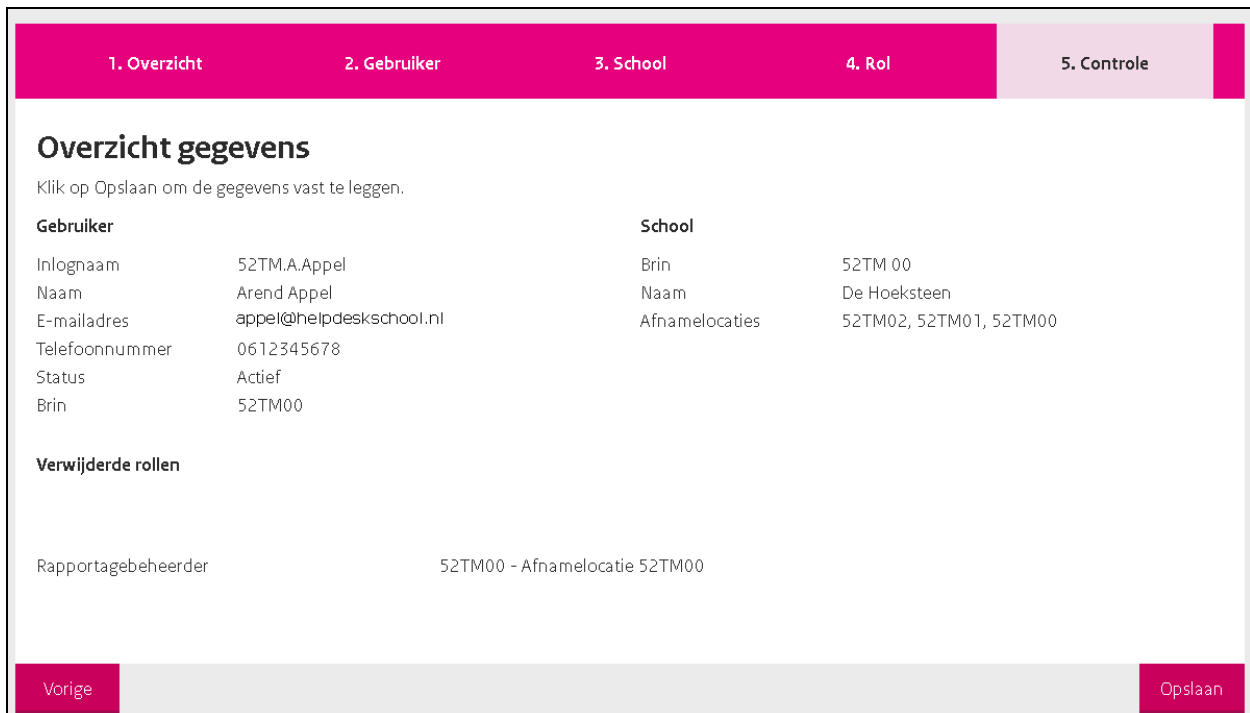 1. Overzicht 2. Gebruiker 3. School 4. Rol 5. Controle
Overzicht gegevens
Klik op Opslaan om de gegevens vast te leggen.
Gebruiker
Inlognaam 52TM.A.Appel
Naam Arend Appel
E-mailadres appel@helpdeskschool.nl
Telefoonnummer 0612345678
Status Actief
Brin 52TM00
School
Brin 52TM 00
Naam De Hoeksteen
Afnamelocaties 52TM02, 52TM01, 52TM00
Verwijderde rollen
Rapportagebeheerder 52TM00 - Afnamelocatie 52TM00
Vorige Opslaan